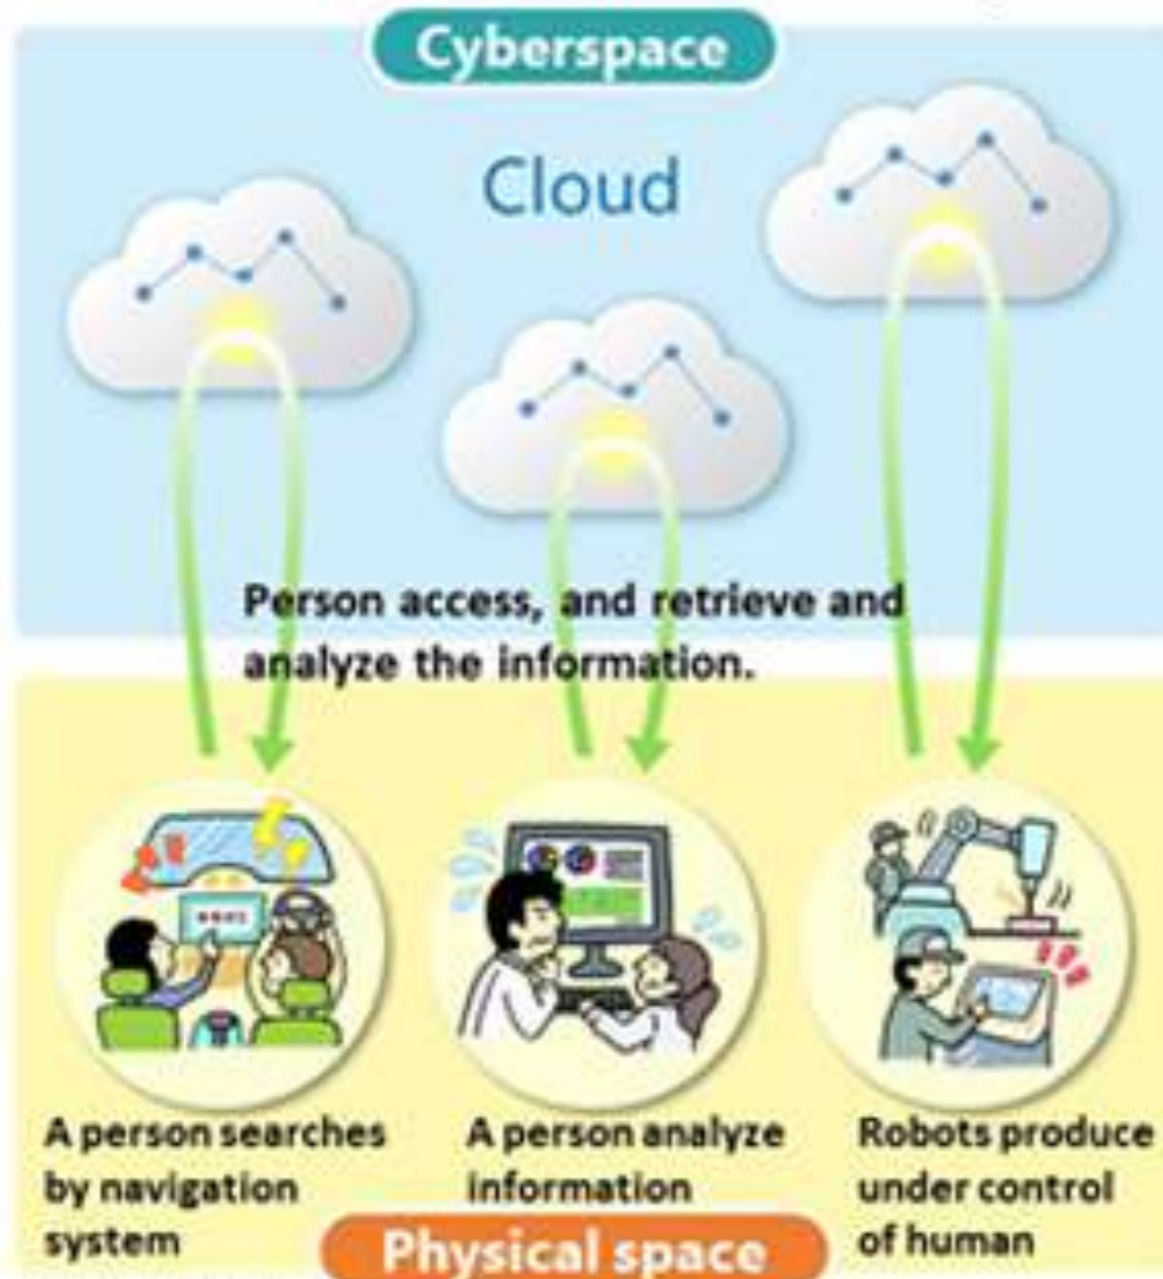 Cyberspace
Cloud
Person access, and retrieve and
analyze the information.
A person searches
by navigation
system
A person analyze
information
Robots produce
under control
of human
Physical space